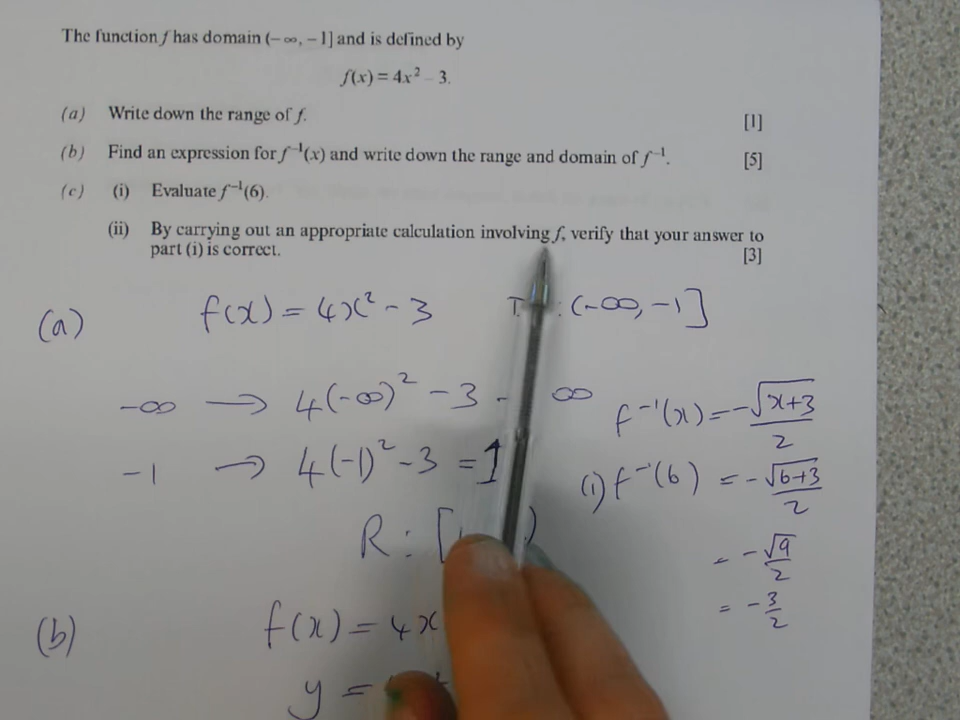 The function f has domain (−∞, −1] and is defined by
f(x) = 4x² − 3.
(a) Write down the range of f. [1]
(b) Find an expression for f⁻¹(x) and write down the range and domain of f⁻¹. [5]
(c) (i) Evaluate f⁻¹(6).
(ii) By carrying out an appropriate calculation involving f, verify that your answer to
part (i) is correct. [3]
(a) f(x) = 4x² − 3 : (−∞, −1]
−∞ → 4(−∞)² − 3 ∞
−1 → 4(−1)² − 3 = 1
R : [ )
(b) f(x) = 4x
y =
f⁻¹(x) = −√(x+3)/2
(i) f⁻¹(6) = −√(6+3)/2
= −√9/2
= −3/2